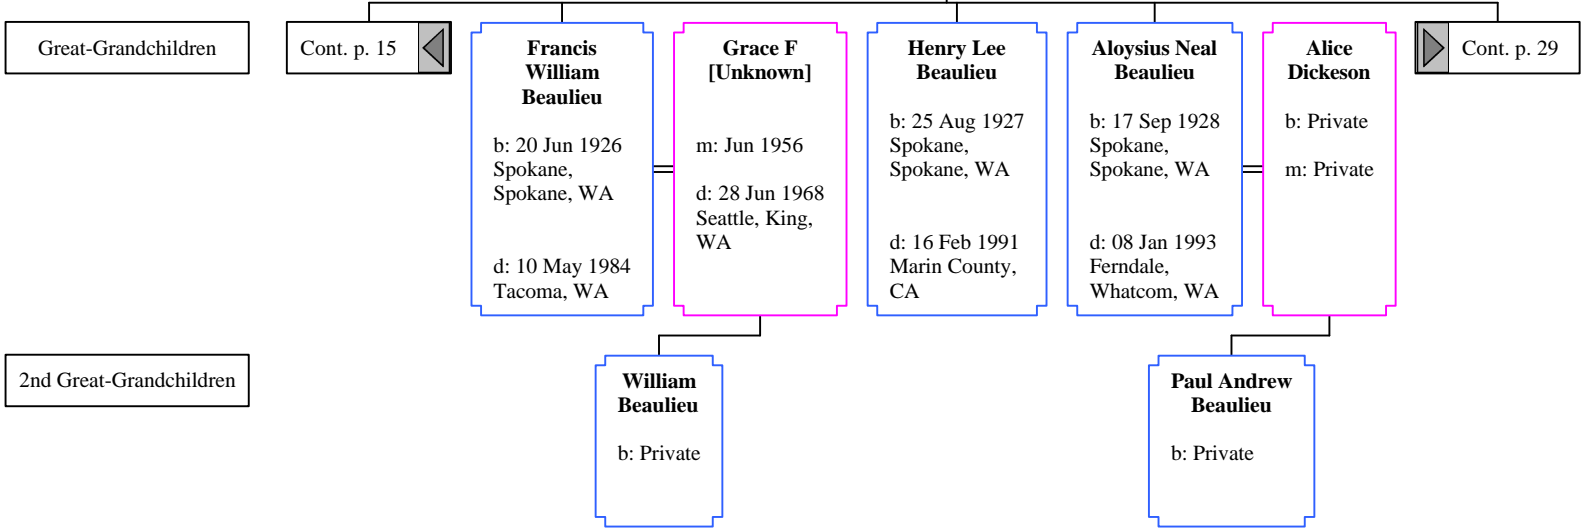 Great-Grandchildren
Cont. p. 15
Francis
William
Beaulieu
b: 20 Jun 1926
Spokane,
Spokane, WA
d: 10 May 1984
Tacoma, WA
Grace F
[Unknown]
m: Jun 1956
d: 28 Jun 1968
Seattle, King,
WA
Henry Lee
Beaulieu
b: 25 Aug 1927
Spokane,
Spokane, WA
d: 16 Feb 1991
Marin County,
CA
Aloysius Neal
Beaulieu
b: 17 Sep 1928
Spokane,
Spokane, WA
d: 08 Jan 1993
Ferndale,
Whatcom, WA
Alice
Dickeson
b: Private
m: Private
Cont. p. 29
2nd Great-Grandchildren
William
Beaulieu
b: Private
Paul Andrew
Beaulieu
b: Private